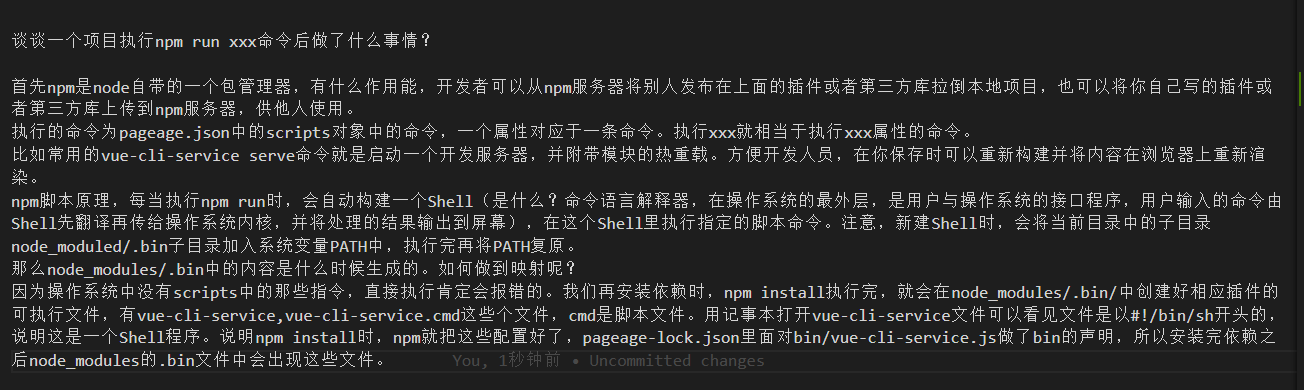 谈谈一个项目执行npm run xxx命令后做了什么事情？
首先npm是node自带的一个包管理器，有什么作用能，开发者可以从npm服务器将别人发布在上面的插件或者第三方库拉倒本地项目，也可以将你自己写的插件或
者第三方库上传到npm服务器，供他人使用。
执行的命令为pageage.json中的scripts对象中的命令，一个属性对应于一条命令。执行xxx就相当于执行xxx属性的命令。
比如常用的vue-cli-service serve命令就是启动一个开发服务器，并附带模块的热重载。方便开发人员，在你保存时可以重新构建并将内容在浏览器上重新渲
染。
npm脚本原理，每当执行npm run时，会自动构建一个Shell（是什么？命令语言解释器，在操作系统的最外层，是用户与操作系统的接口程序，用户输入的命令由
Shell先翻译再传给操作系统内核，并将处理的结果输出到屏幕），在这个Shell里执行指定的脚本命令。注意，新建Shell时，会将当前目录中的子目录
node_moduled/.bin子目录加入系统变量PATH中，执行完再将PATH复原。
那么node_modules/.bin中的内容是什么时候生成的。如何做到映射呢？
因为操作系统中没有scripts中的那些指令，直接执行肯定会报错的。我们再安装依赖时，npm install执行完，就会在node_modules/.bin/中创建好相应插件的
可执行文件，有vue-cli-service,vue-cli-service.cmd这些个文件，cmd是脚本文件。用记事本打开vue-cli-service文件可以看见文件是以#!/bin/sh开头的，
说明这是一个Shell程序。说明npm install时，npm就把这些配置好了，pageage-lock.json里面对bin/vue-cli-service.js做了bin的声明，所以安装完依赖之
后node_modules的.bin文件中会出现这些文件。 You, 1秒钟前 • Uncommitted changes